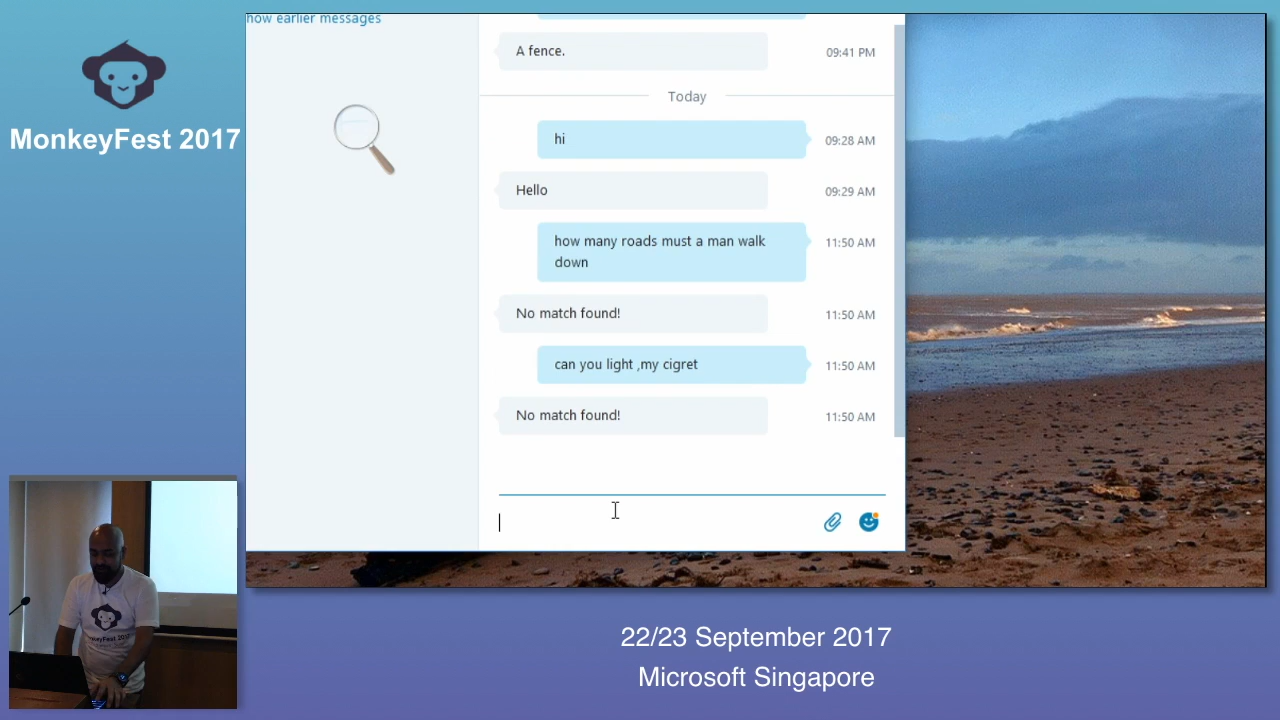 how earlier messages
MonkeyFest 2017
A fence.
09:41 PM
Today
hi
09:28 AM
Hello
09:29 AM
how many roads must a man walk
down
11:50 AM
No match found!
11:50 AM
can you light ,my cigret
11:50 AM
No match found!
11:50 AM
MonkeyFest 2017
22/23 September 2017
Microsoft Singapore